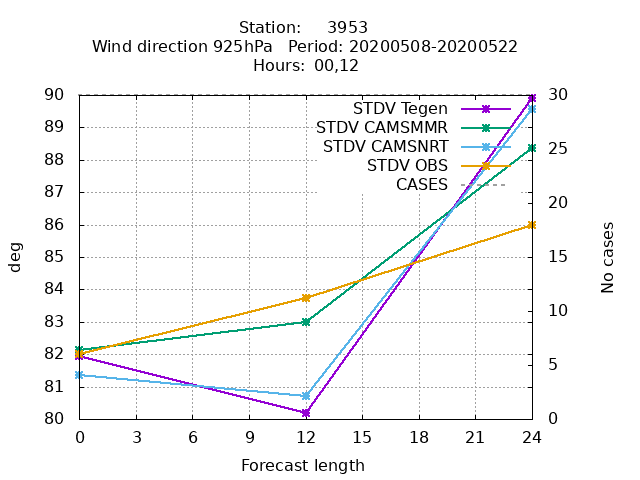 Station: 3953
Wind direction 925hPa Period: 20200508-20200522
Hours: 00,12
90
89
88
87
86
85
84
83
82
81
80
30
25
20
15
10
5
0
STDV Tegen
STDV CAMSMMR
STDV CAMSNRT
STDV OBS
CASES
deg
No cases
0 3 6 9 12 15 18 21 24
Forecast length